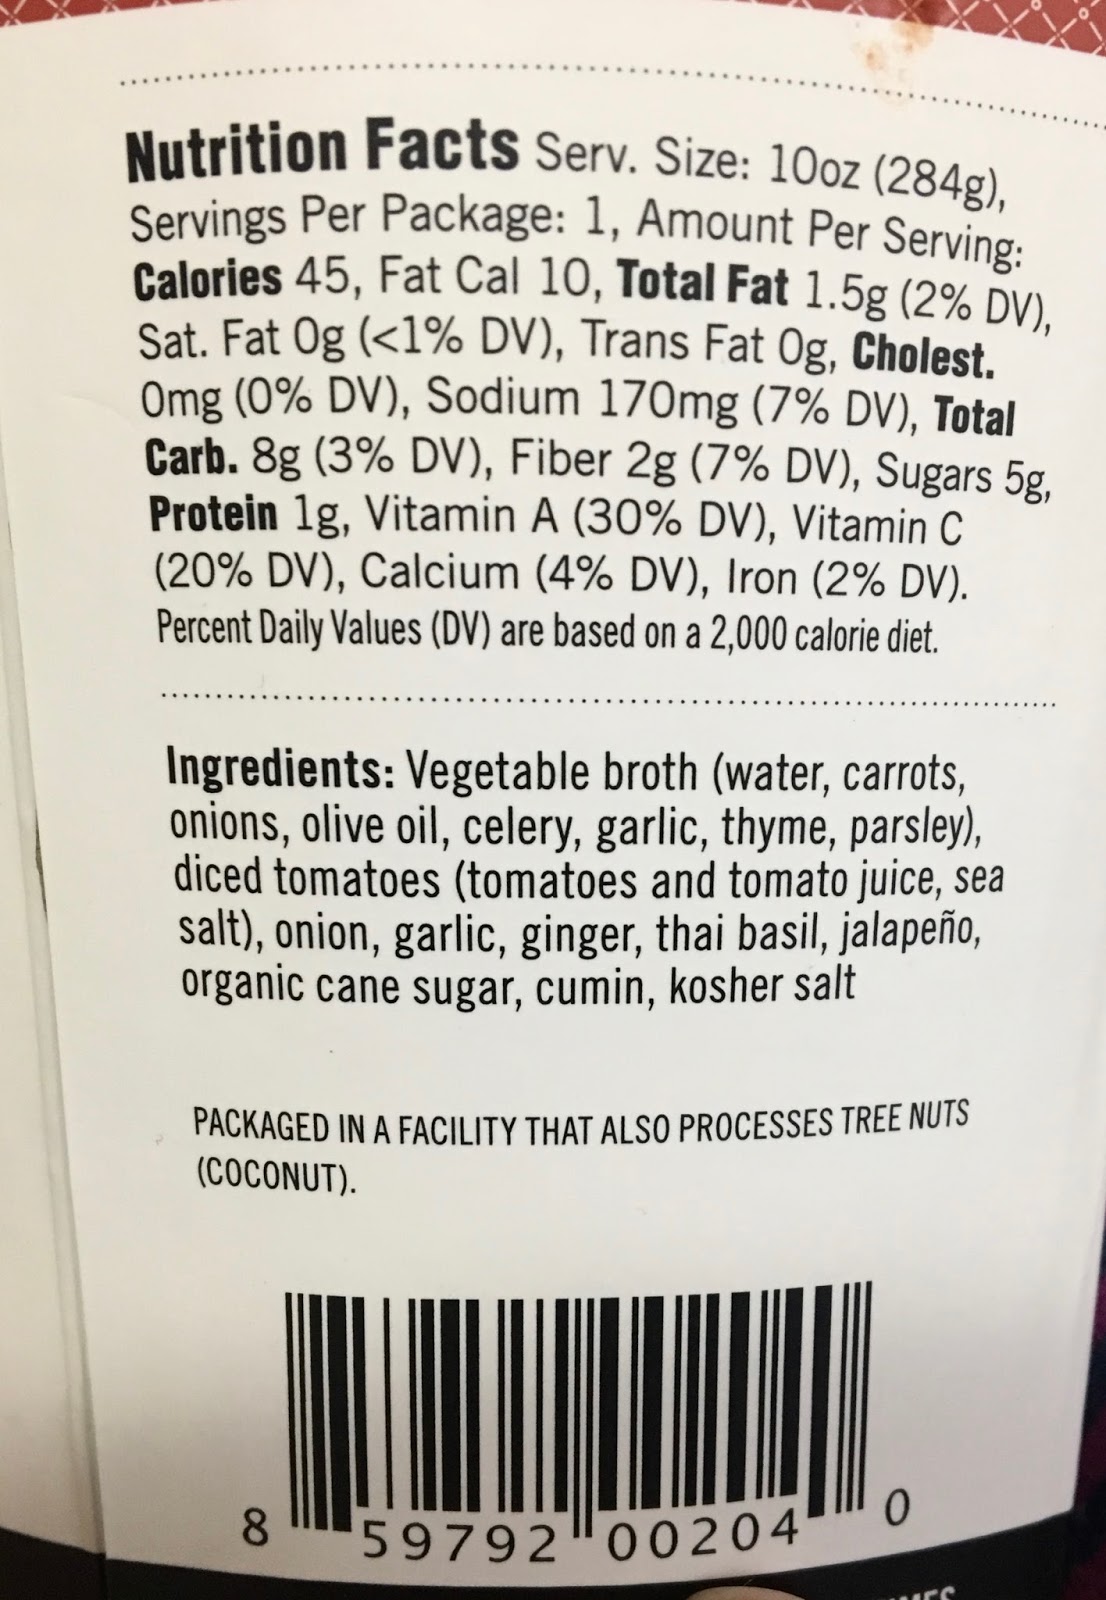 Nutrition Facts Serv. Size: 10oz (284g),
Servings Per Package: 1, Amount Per Serving:
Calories 45, Fat Cal 10, Total Fat 1.5g (2% DV),
Sat. Fat 0g (<1% DV), Trans Fat 0g, Cholest.
0mg (0% DV), Sodium 170mg (7% DV), Total
Carb. 8g (3% DV), Fiber 2g (7% DV), Sugars 5g,
Protein 1g, Vitamin A (30% DV), Vitamin C
(20% DV), Calcium (4% DV), Iron (2% DV).
Percent Daily Values (DV) are based on a 2,000 calorie diet.
Ingredients: Vegetable broth (water, carrots,
onions, olive oil, celery, garlic, thyme, parsley),
diced tomatoes (tomatoes and tomato juice, sea
salt), onion, garlic, ginger, thai basil, jalapeño,
organic cane sugar, cumin, kosher salt
PACKAGED IN A FACILITY THAT ALSO PROCESSES TREE NUTS
(COCONUT).
8 59792 00204 0